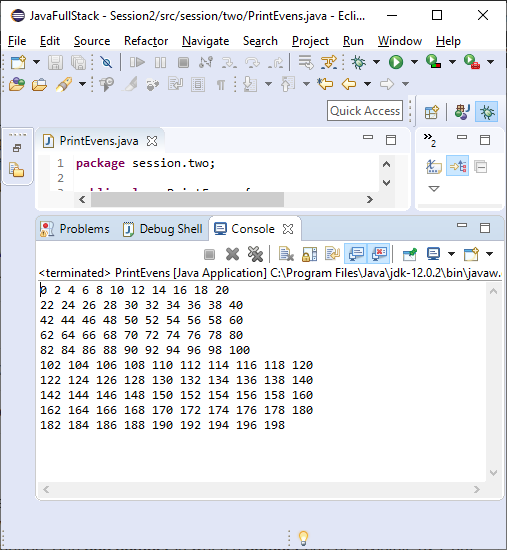 JavaFullStack - Session2/src/session/two/PrintEvens.java - Ecli...
File Edit Source Refactor Navigate Search Project Run Window Help
Quick Access
PrintEvens.java
1 package session.two;
2
»2
Problems Debug Shell Console
<terminated> PrintEvens [Java Application] C:\Program Files\Java\jdk-12.0.2\bin\javaw.
0 2 4 6 8 10 12 14 16 18 20
22 24 26 28 30 32 34 36 38 40
42 44 46 48 50 52 54 56 58 60
62 64 66 68 70 72 74 76 78 80
82 84 86 88 90 92 94 96 98 100
102 104 106 108 110 112 114 116 118 120
122 124 126 128 130 132 134 136 138 140
142 144 146 148 150 152 154 156 158 160
162 164 166 168 170 172 174 176 178 180
182 184 186 188 190 192 194 196 198